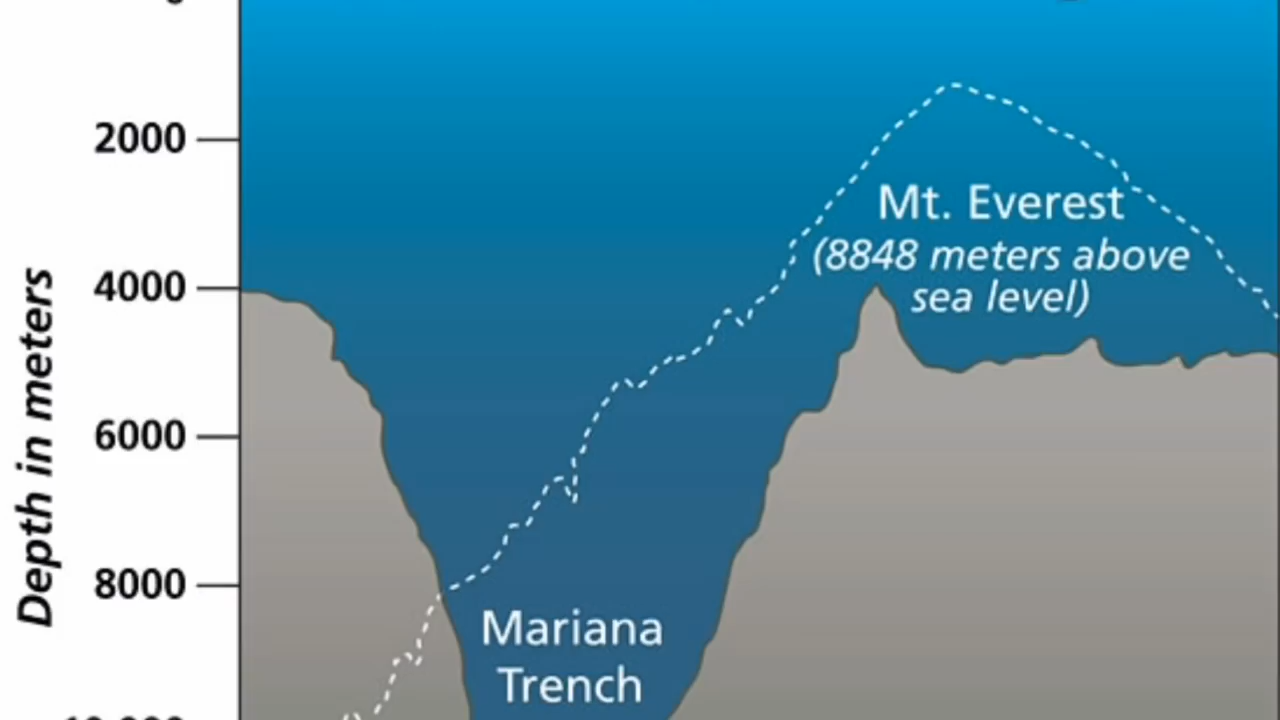 2000
Mt. Everest
(8848 meters above
sea level)
4000
Depth in meters
6000
8000
Mariana
Trench